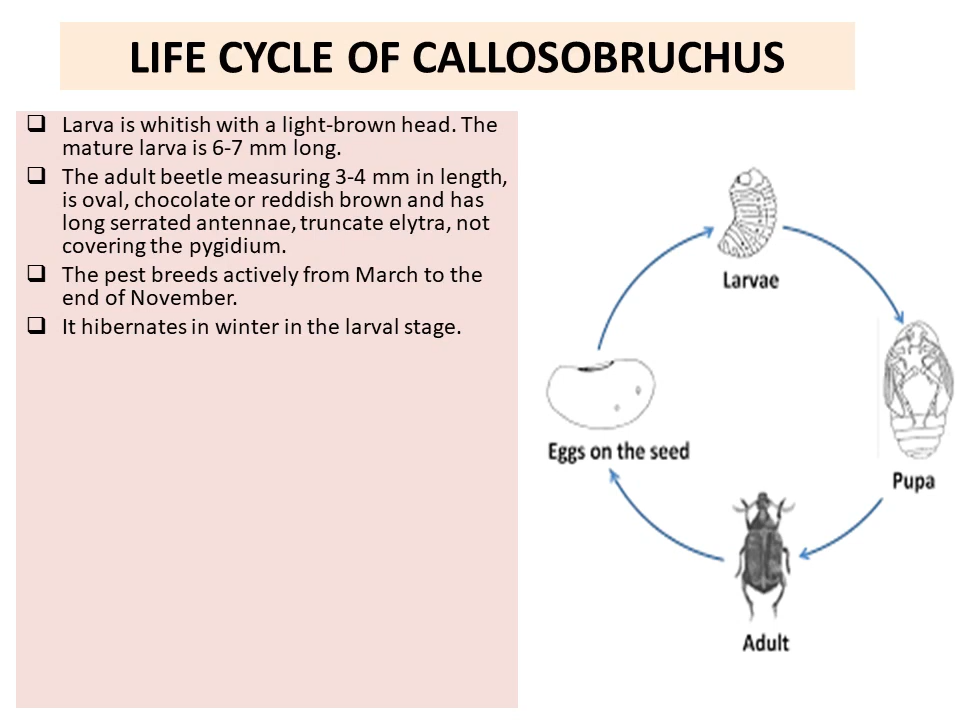 LIFE CYCLE OF CALLOSOBRUCHUS
Larva is whitish with a light-brown head. The
mature larva is 6-7 mm long.
The adult beetle measuring 3-4 mm in length,
is oval, chocolate or reddish brown and has
long serrated antennae, truncate elytra, not
covering the pygidium.
The pest breeds actively from March to the
end of November.
It hibernates in winter in the larval stage.
Larvae
Eggs on the seed
Pupa
Adult